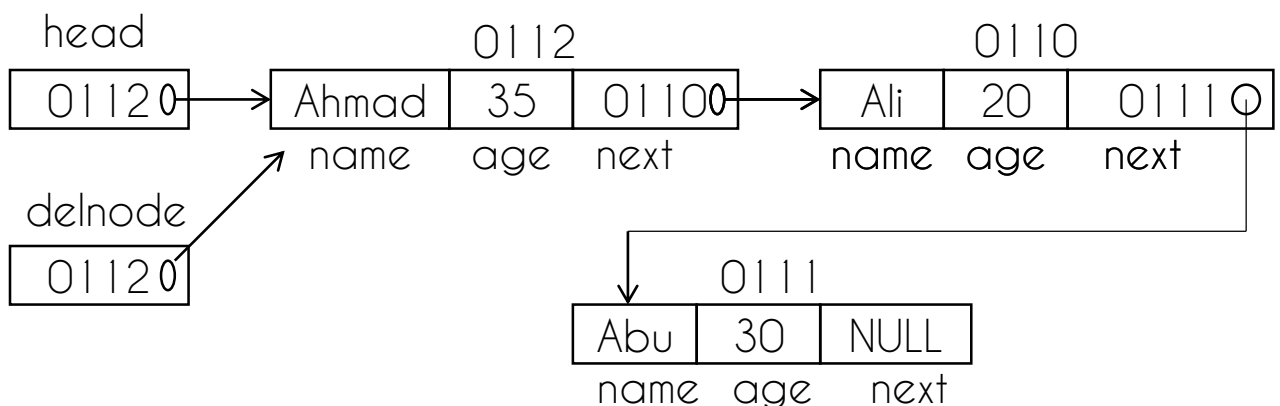 head
0112
0110
0112 Ahmad 35 0110 Ali 20 0111
name age next name age next
delnode
0112
0111
Abu 30 NULL
name age next